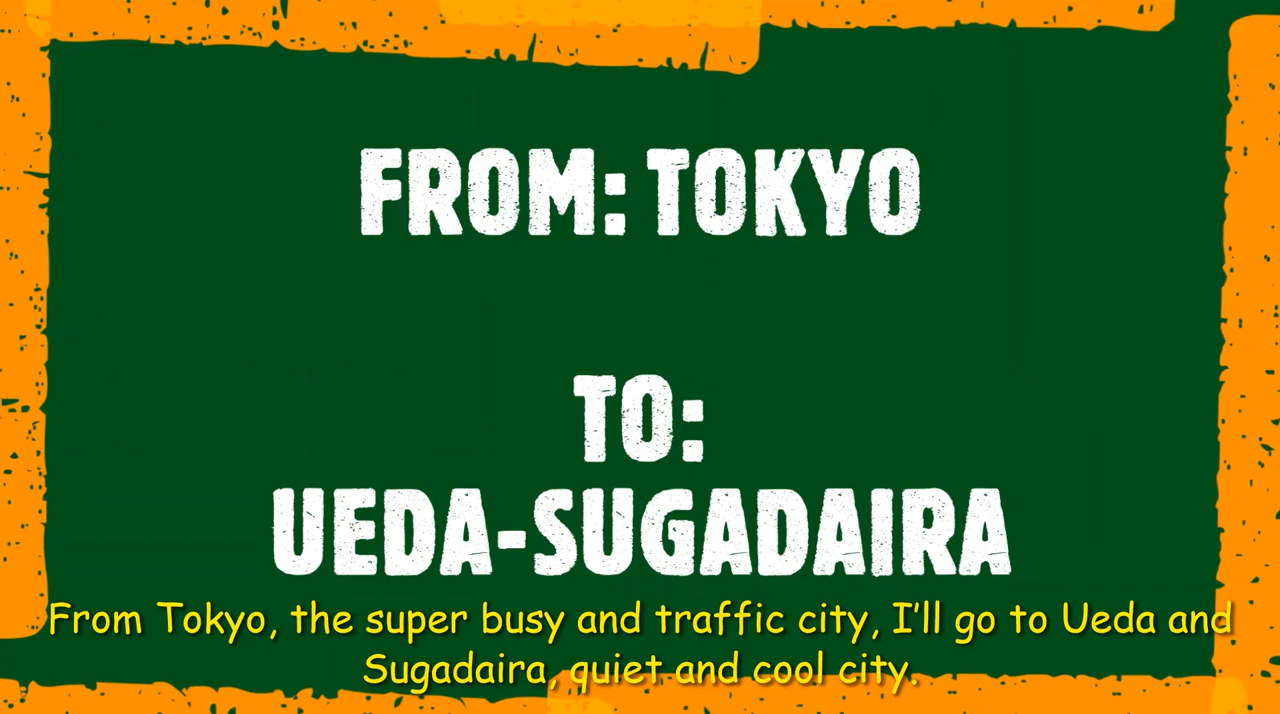 FROM: TOKYO
TO:
UEDA-SUGADAIRA
From Tokyo, the super busy and traffic city, I'll go to Ueda and
Sugadaira, quiet and cool city.